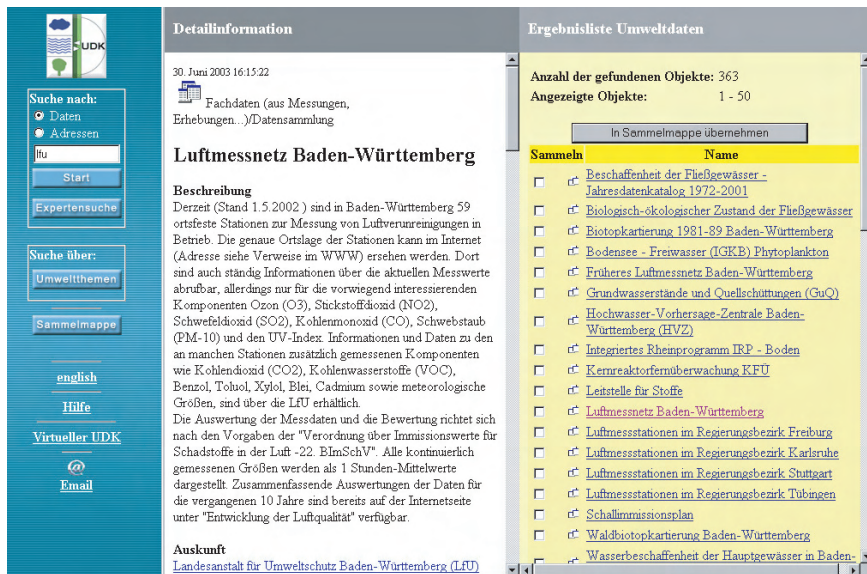 UDK
Suche nach:
Daten
Adressen
lfu
Start
Expertensuche
Suche über:
Umweltthemen
Sammelmappe
english
Hilfe
Virtueller UDK
@
Email
Detailinformation
30. Juni 2003 16:15:22
Fachdaten (aus Messungen,
Erhebungen...)/Datensammlung
Luftmessnetz Baden-Württemberg
Beschreibung
Derzeit (Stand 1.5.2002 ) sind in Baden-Württemberg 59
ortsfeste Stationen zur Messung von Luftverunreinigungen in
Betrieb. Die genaue Ortslage der Stationen kann im Internet
(Adresse siehe Verweise im WWW) ersehen werden. Dort
sind auch ständig Informationen über die aktuellen Messwerte
abrufbar, allerdings nur für die vorwiegend interessierenden
Komponenten Ozon (O3), Stickstoffdioxid (NO2),
Schwefeldioxid (SO2), Kohlenmonoxid (CO), Schwebstaub
(PM-10) und den UV-Index. Informationen und Daten zu den
an manchen Stationen zusätzlich gemessenen Komponenten
wie Kohlendioxid (CO2), Kohlenwasserstoffe (VOC),
Benzol, Toluol, Xylol, Blei, Cadmium sowie meteorologische
Größen, sind über die LfU erhältlich.
Die Auswertung der Messdaten und die Bewertung richtet sich
nach den Vorgaben der "Verordnung über Immissionswerte für
Schadstoffe in der Luft -22. BImSchV". Alle kontinuierlich
gemessenen Größen werden als 1 Stunden-Mittelwerte
dargestellt. Zusammenfassende Auswertungen der Daten für
die vergangenen 10 Jahre sind bereits auf der Internetseite
unter "Entwicklung der Luftqualität" verfügbar.
Auskunft
Landesanstalt für Umweltschutz Baden-Württemberg (LfU)
Ergebnisliste Umweltdaten
Anzahl der gefundenen Objekte: 363
Angezeigte Objekte: 1 - 50
In Sammelmappe übernehmen
Sammeln Name
Beschaffenheit der Fließgewässer -
Jahresdatenkatalog 1972-2001
Biologisch-ökologischer Zustand der Fließgewässer
Biotopkartierung 1981-89 Baden-Württemberg
Bodensee - Freiwasser (IGKB) Phytoplankton
Früheres Luftmessnetz Baden-Württemberg
Grundwasserstände und Quellschüttungen (GuQ)
Hochwasser-Vorhersage-Zentrale Baden-
Württemberg (HVZ)
Integriertes Rheinprogramm IRP - Boden
Kernreaktorfernüberwachung KFÜ
Leitstelle für Stoffe
Luftmessnetz Baden-Württemberg
Luftmessstationen im Regierungsbezirk Freiburg
Luftmessstationen im Regierungsbezirk Karlsruhe
Luftmessstationen im Regierungsbezirk Stuttgart
Luftmessstationen im Regierungsbezirk Tübingen
Schallimmissionsplan
Waldbiotopkartierung Baden-Württemberg
Wasserbeschaffenheit der Hauptgewässer in Baden-